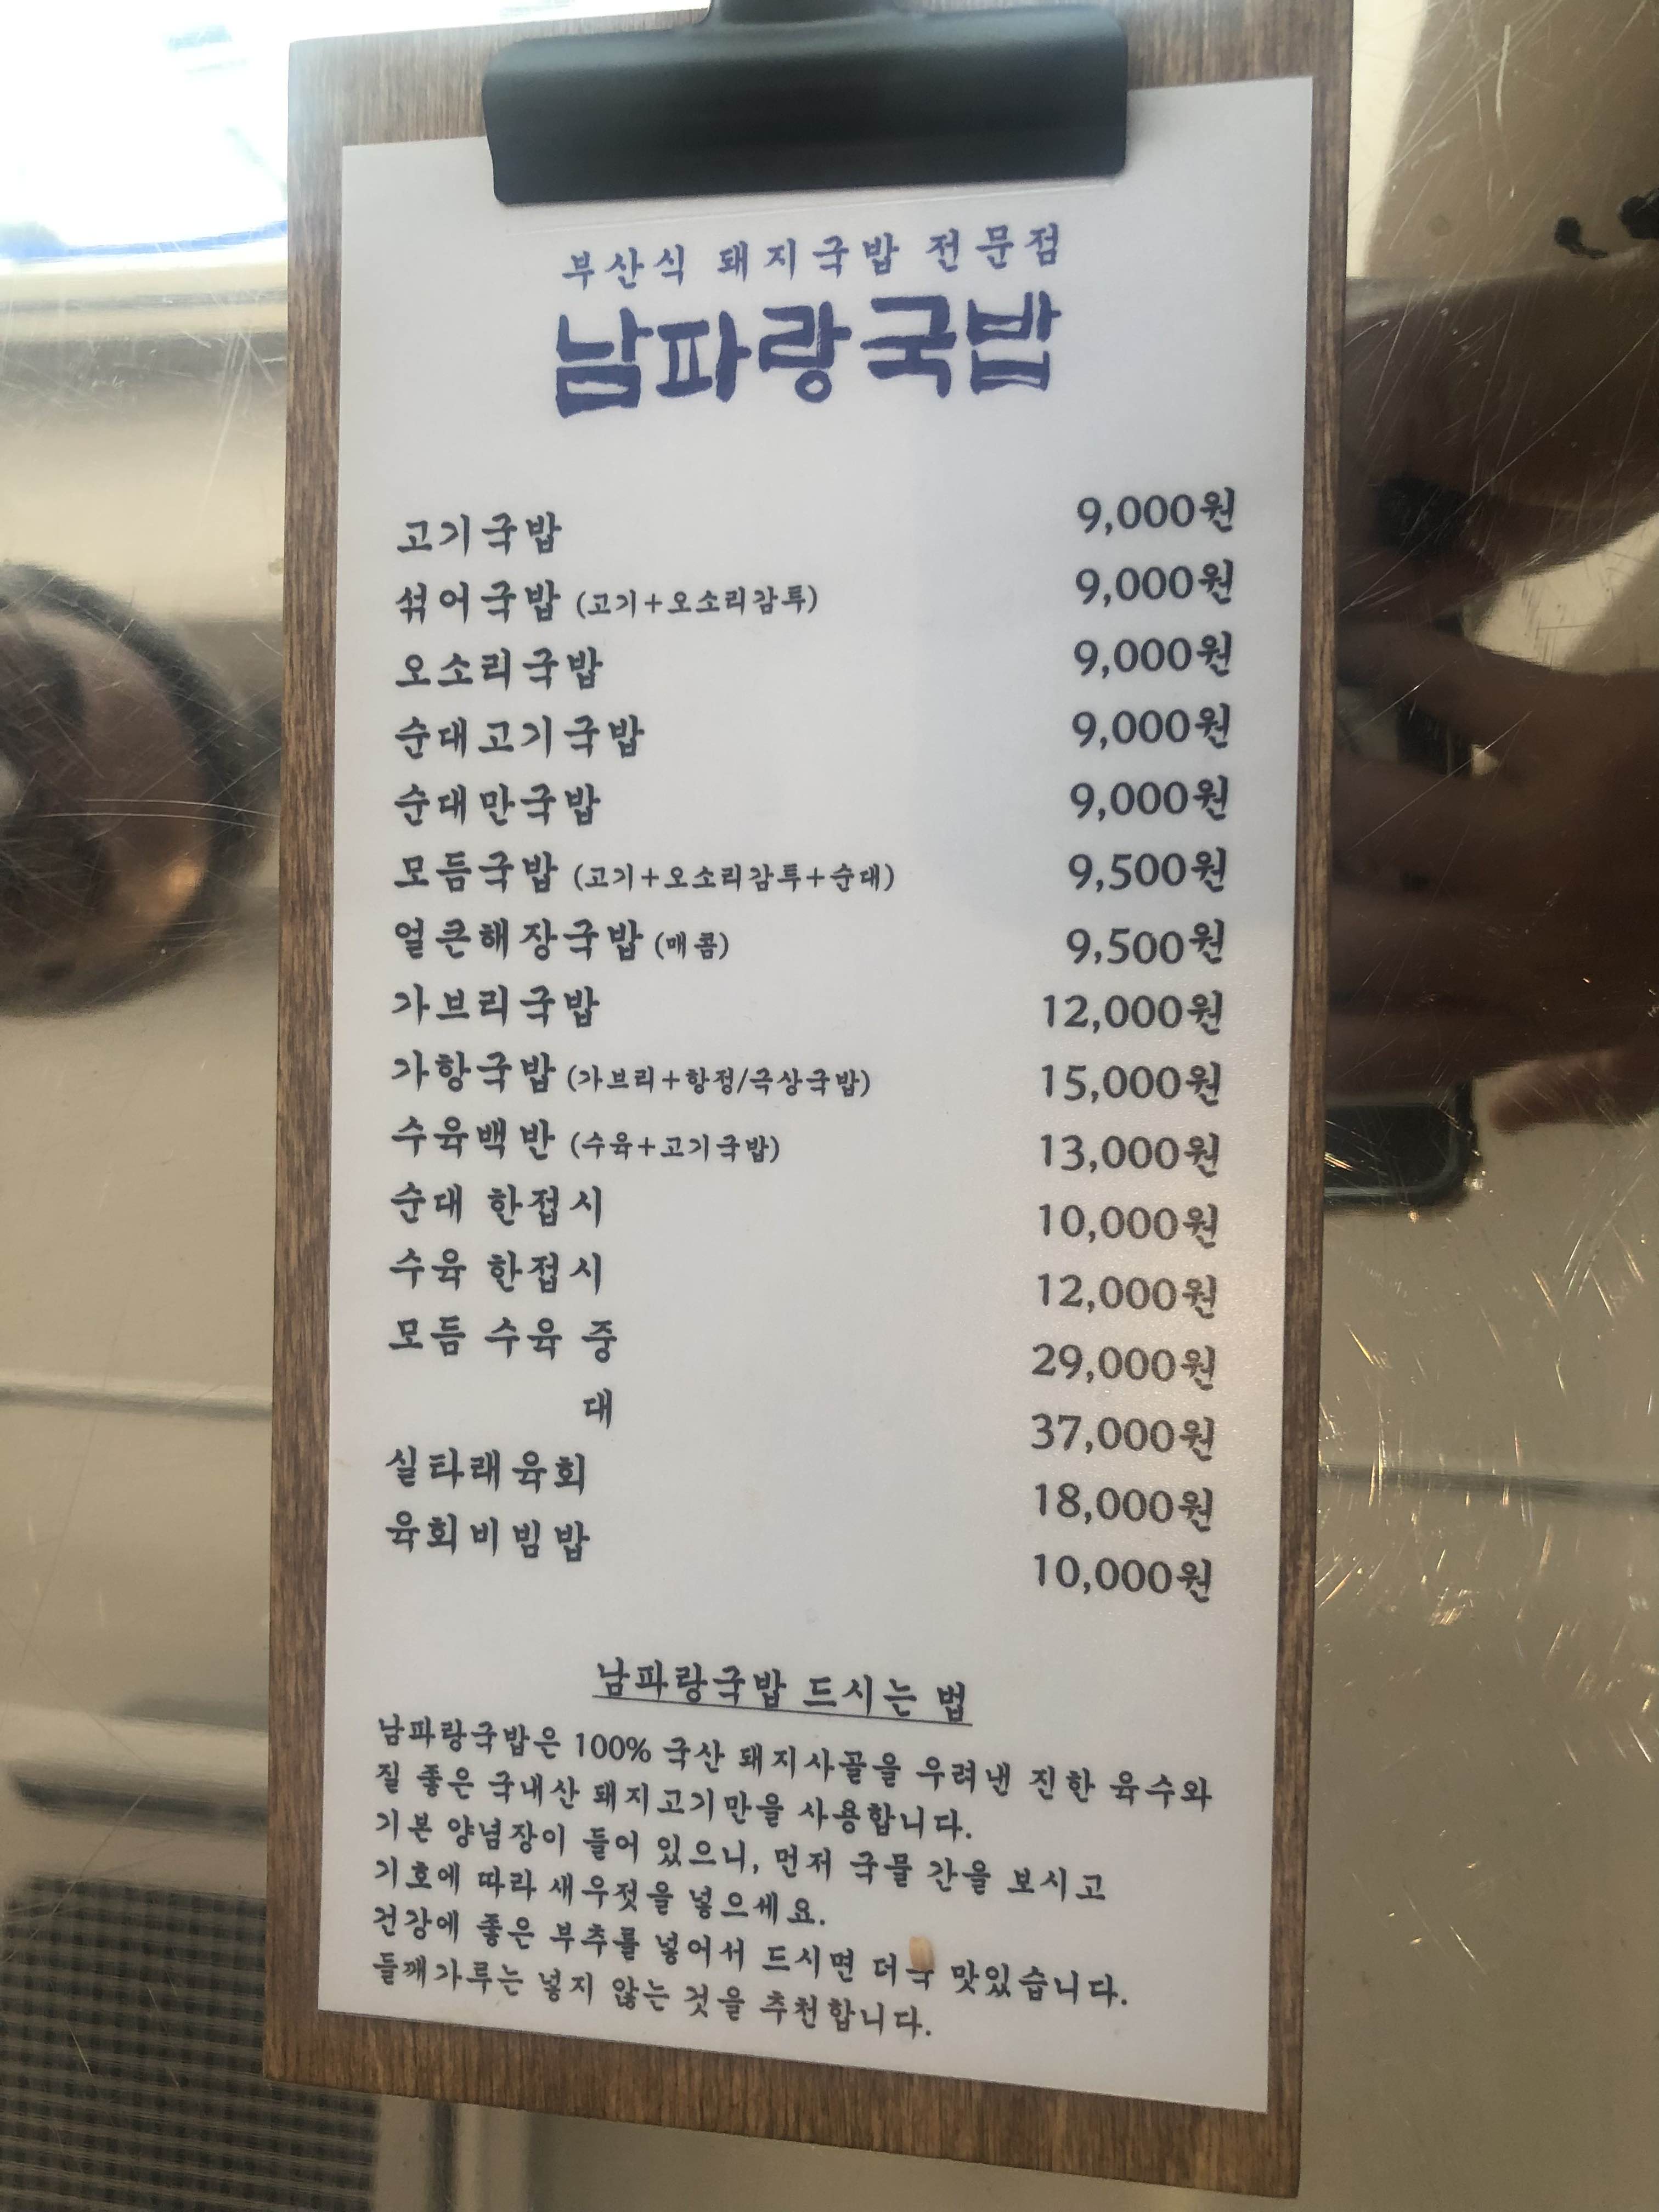 부산식 돼지국밥 전문점
남파랑국밥
고기국밥 9,000원
섞어국밥 (고기+오소리감투) 9,000원
오소리국밥 9,000원
순대고기국밥 9,000원
순대만국밥 9,000원
모듬국밥 (고기+오소리감투+순대) 9,500원
얼큰해장국밥 (매콤) 9,500원
가브리국밥 12,000원
가항국밥 (가브리+항정/극상국밥) 15,000원
수육백반 (수육+고기국밥) 13,000원
순대 한접시 10,000원
수육 한접시 12,000원
모듬 수육 중 29,000원
대 37,000원
실타래육회 18,000원
육회비빔밥 10,000원
남파랑국밥 드시는 법
남파랑국밥은 100% 국산 돼지사골을 우려낸 진한 육수와
질 좋은 국내산 돼지고기만을 사용합니다.
기본 양념장이 들어 있으니, 먼저 국물 간을 보시고
기호에 따라 새우젓을 넣으세요.
건강에 좋은 부추를 넣어서 드시면 더욱 맛있습니다.
들깨가루는 넣지 않는 것을 추천합니다.